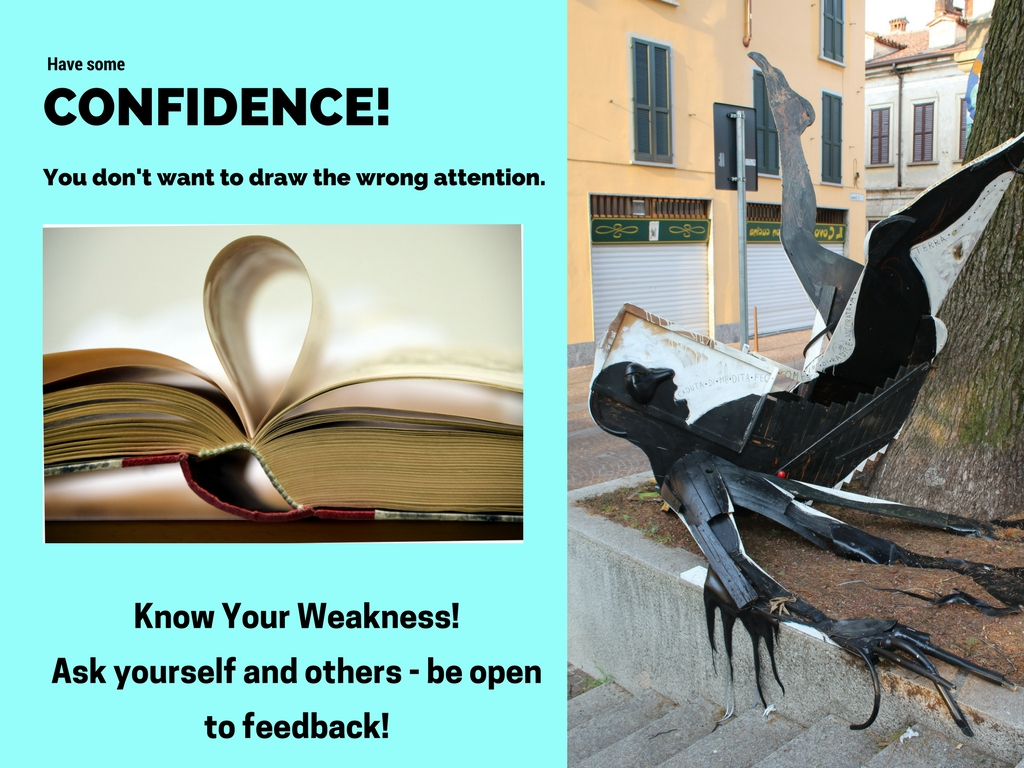 Have some
CONFIDENCE!
You don't want to draw the wrong attention.
Know Your Weakness!
Ask yourself and others - be open
to feedback!
TERRA